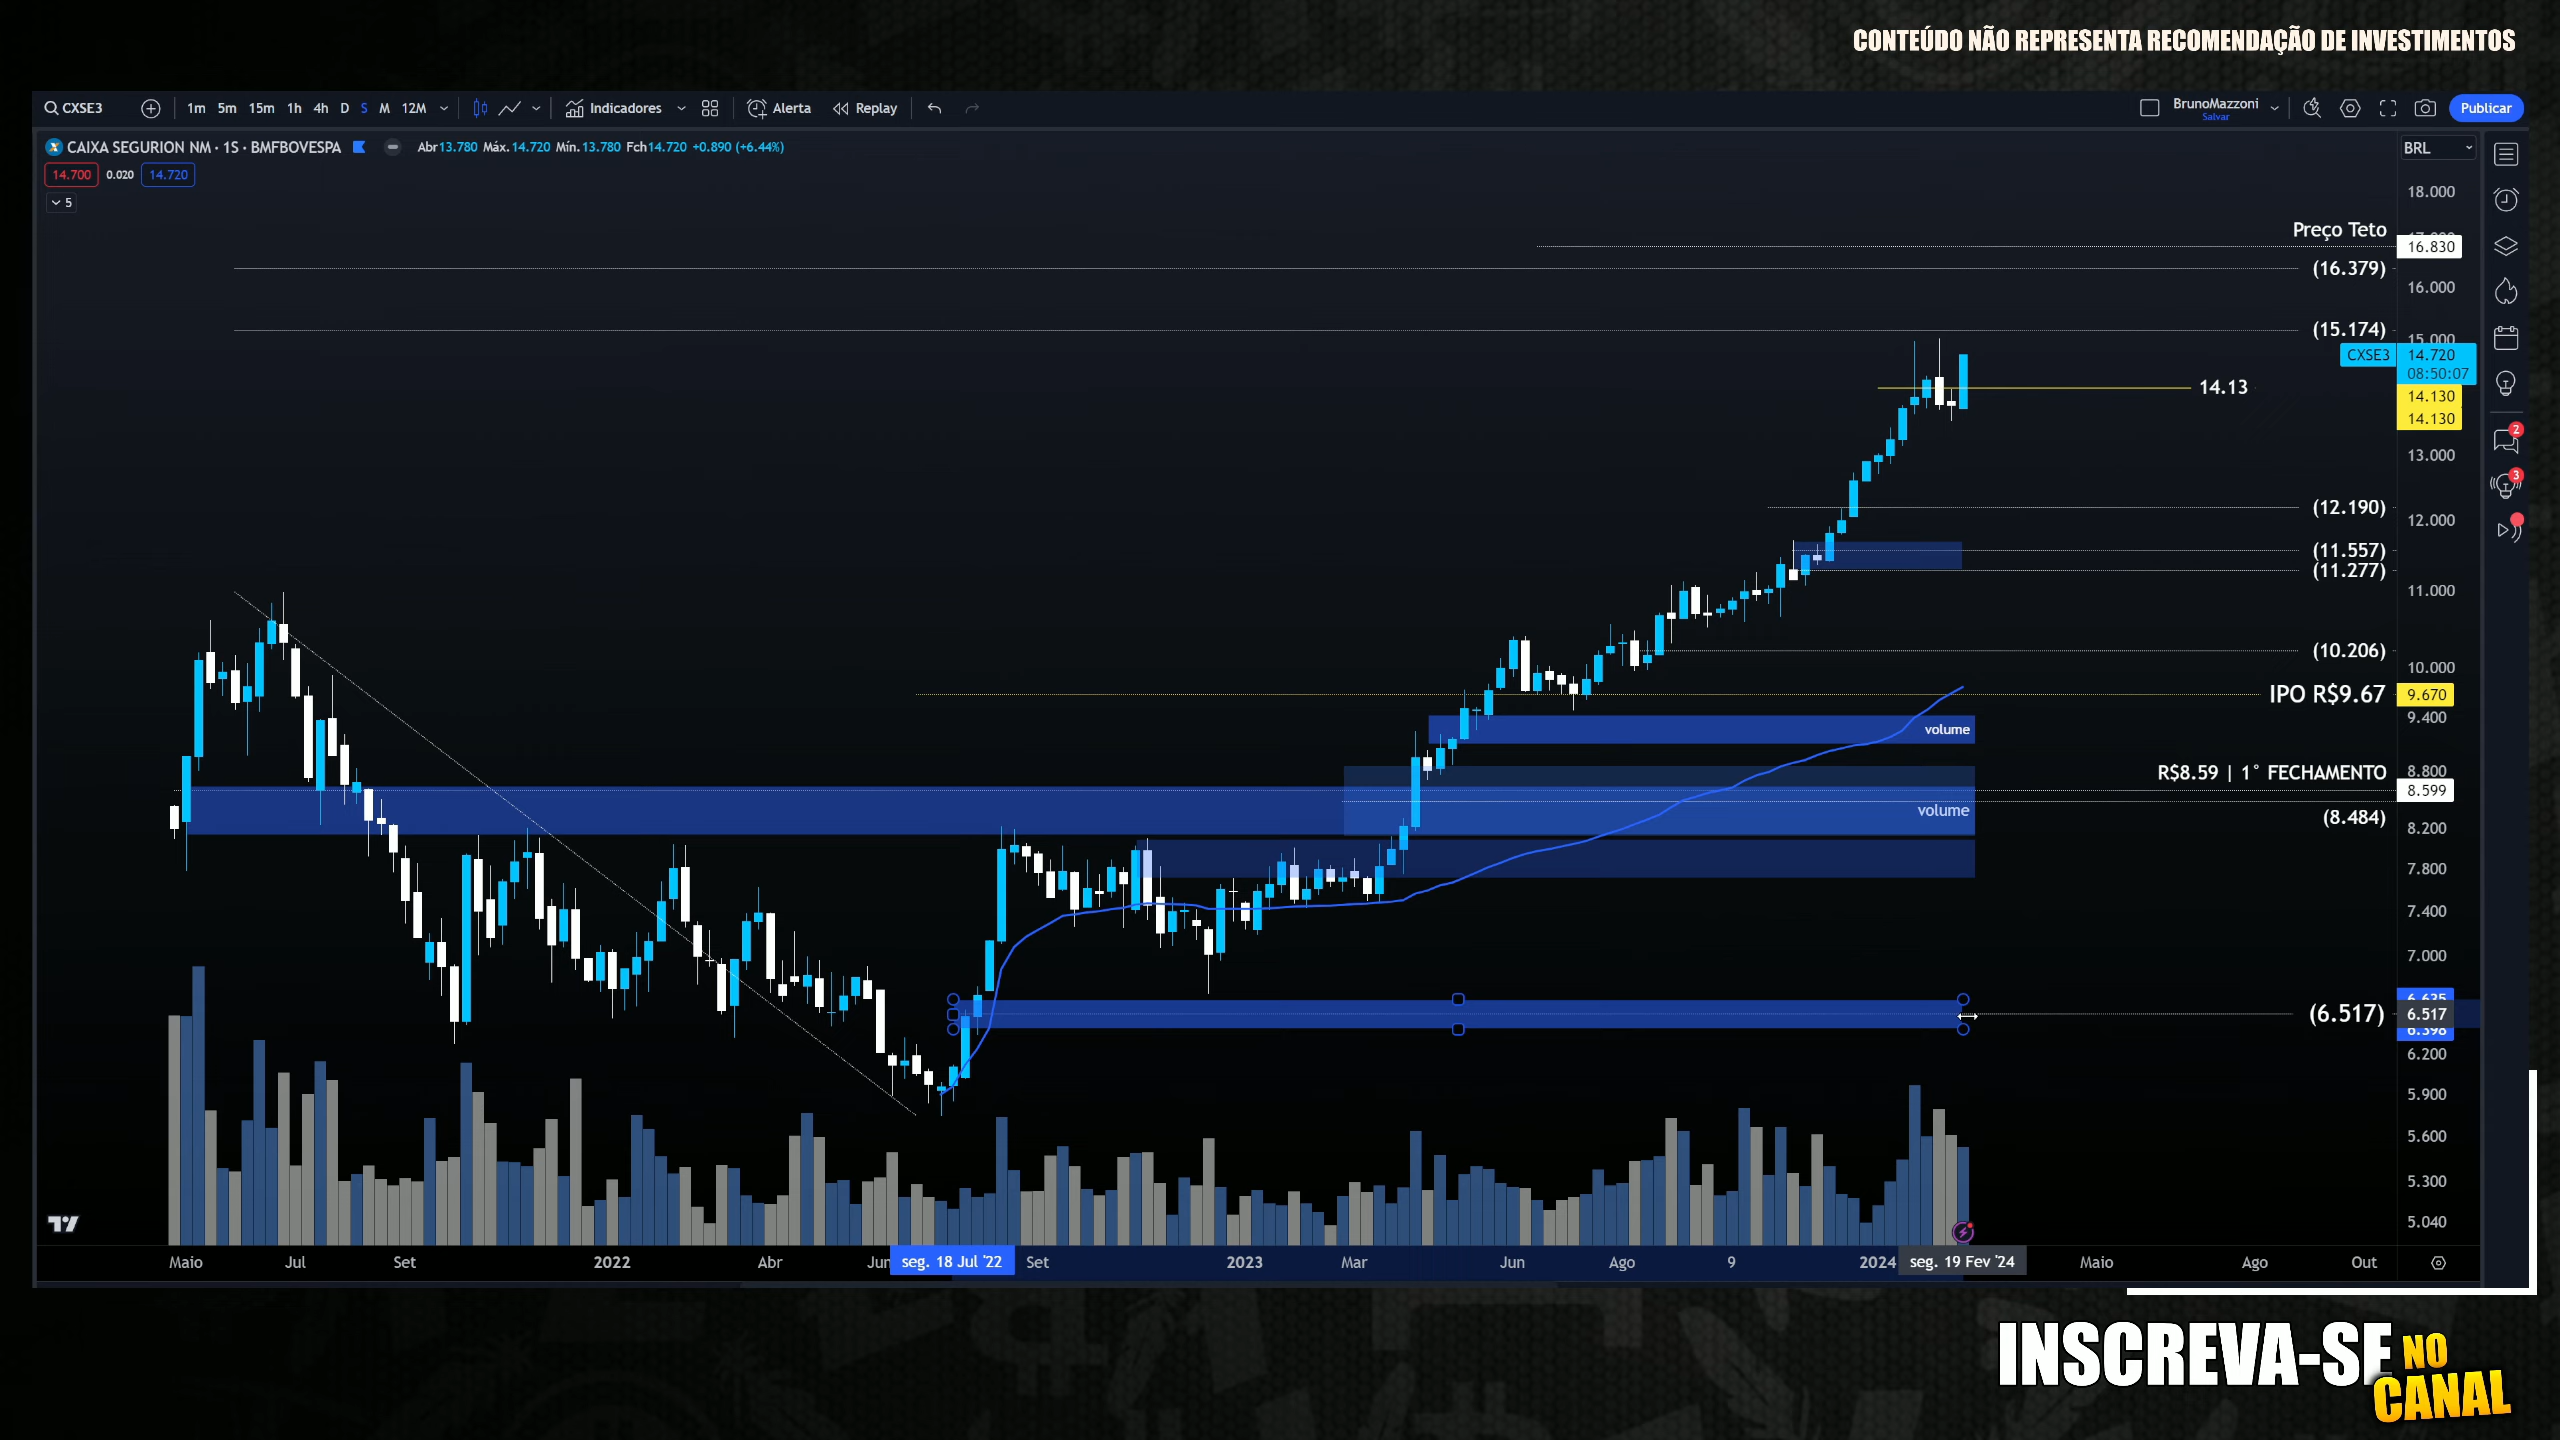 CONTEÚDO NÃO REPRESENTA RECOMENDAÇÃO DE INVESTIMENTOS
CXSE3 1m 5m 15m 1h 4h D S M 12M Indicadores Alerta Replay BrunoMazzoni Salvar Publicar
CAIXA SEGURION NM · 1S · BMFBOVESPA Abr13.780 Máx.14.720 Mín.13.780 Fch14.720 +0.890 (+6.44%) BRL
14.700 0.020 14.720
5
18.000
Preço Teto
16.830
(16.379)
16.000
(15.174)
15.000
CXSE3 14.720
08:50:07
14.13
14.130
14.130
2
13.000
3
(12.190)
12.000
(11.557)
(11.277)
11.000
(10.206)
10.000
IPO R$9.67 9.670
9.400
volume
R$8.59 | 1° FECHAMENTO 8.800
8.599
volume
(8.484)
8.200
7.800
7.400
7.000
6.635
(6.517) 6.517
6.398
6.200
5.900
5.600
5.300
5.040
Maio Jul Set 2022 Abr Jun seg. 18 Jul '22 Set 2023 Mar Jun Ago 9 2024 seg. 19 Fev '24 Maio Ago Out
INSCREVA-SE NO
CANAL